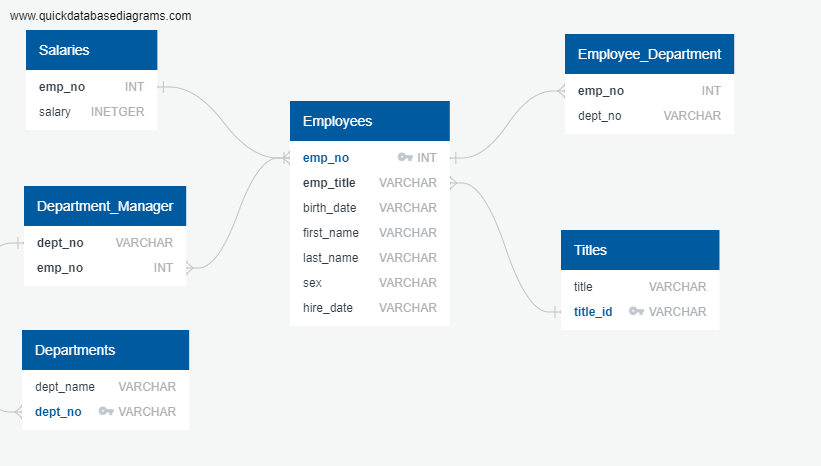 www.quickdatabasediagrams.com
Salaries
emp_no INT
salary INETGER
Employees
emp_no INT
emp_title VARCHAR
birth_date VARCHAR
first_name VARCHAR
last_name VARCHAR
sex VARCHAR
hire_date VARCHAR
Employee_Department
emp_no INT
dept_no VARCHAR
Department_Manager
dept_no VARCHAR
emp_no INT
Titles
title VARCHAR
title_id VARCHAR
Departments
dept_name VARCHAR
dept_no VARCHAR